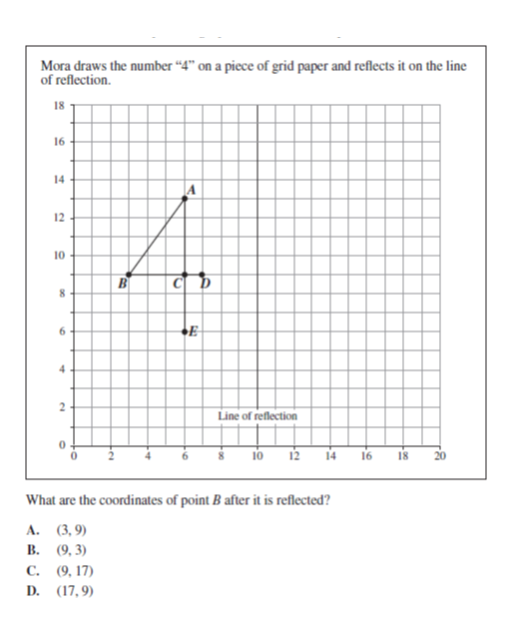 Mora draws the number “4” on a piece of grid paper and reflects it on the line
of reflection.
18
16
14
A
12
10
B C D
8
6 E
4
2
Line of reflection
0
0 2 4 6 8 10 12 14 16 18 20
What are the coordinates of point B after it is reflected?
A. (3, 9)
B. (9, 3)
C. (9, 17)
D. (17, 9)